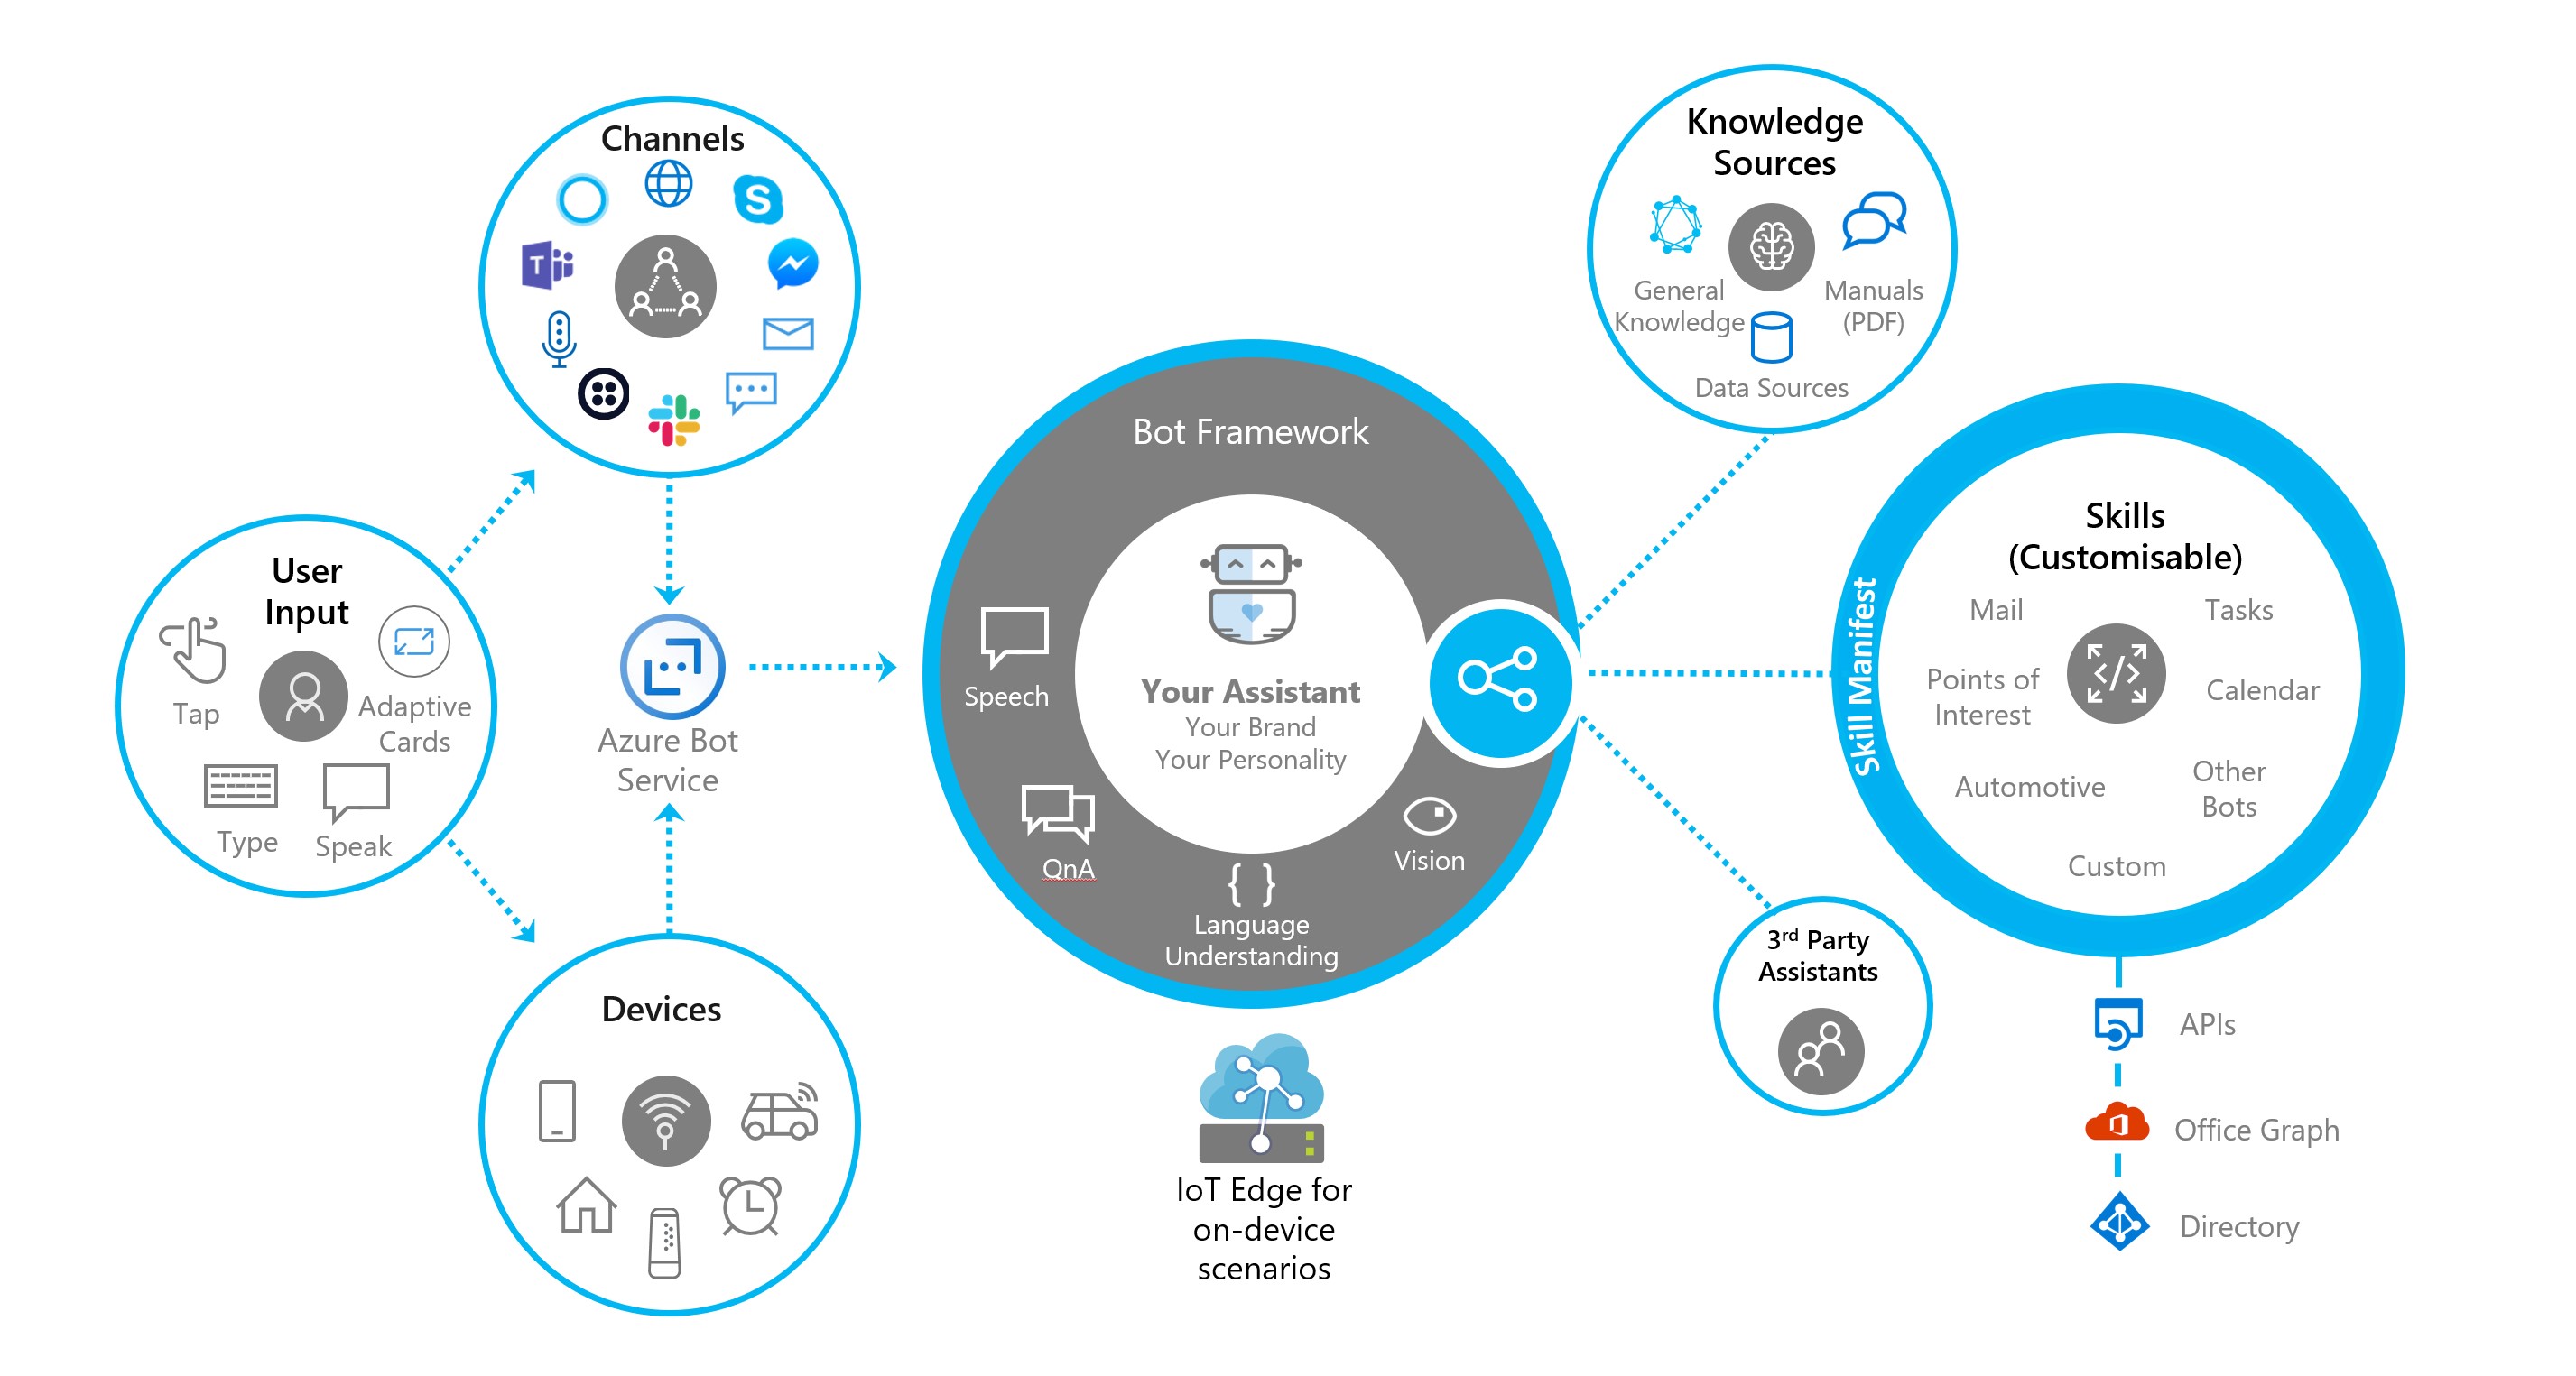 Channels
S
T
User
Input
Tap
Adaptive
Cards
Type
Speak
Azure Bot
Service
Devices
Bot Framework
Speech
Your Assistant
Your Brand
Your Personality
QnA
Vision
{ }
Language
Understanding
IoT Edge for
on-device
scenarios
Knowledge
Sources
General
Knowledge
Manuals
(PDF)
Data Sources
Skill Manifest
Skills
(Customisable)
Mail
Tasks
Points of
Interest
</>
Calendar
Automotive
Other
Bots
Custom
3rd Party
Assistants
APIs
Office Graph
Directory